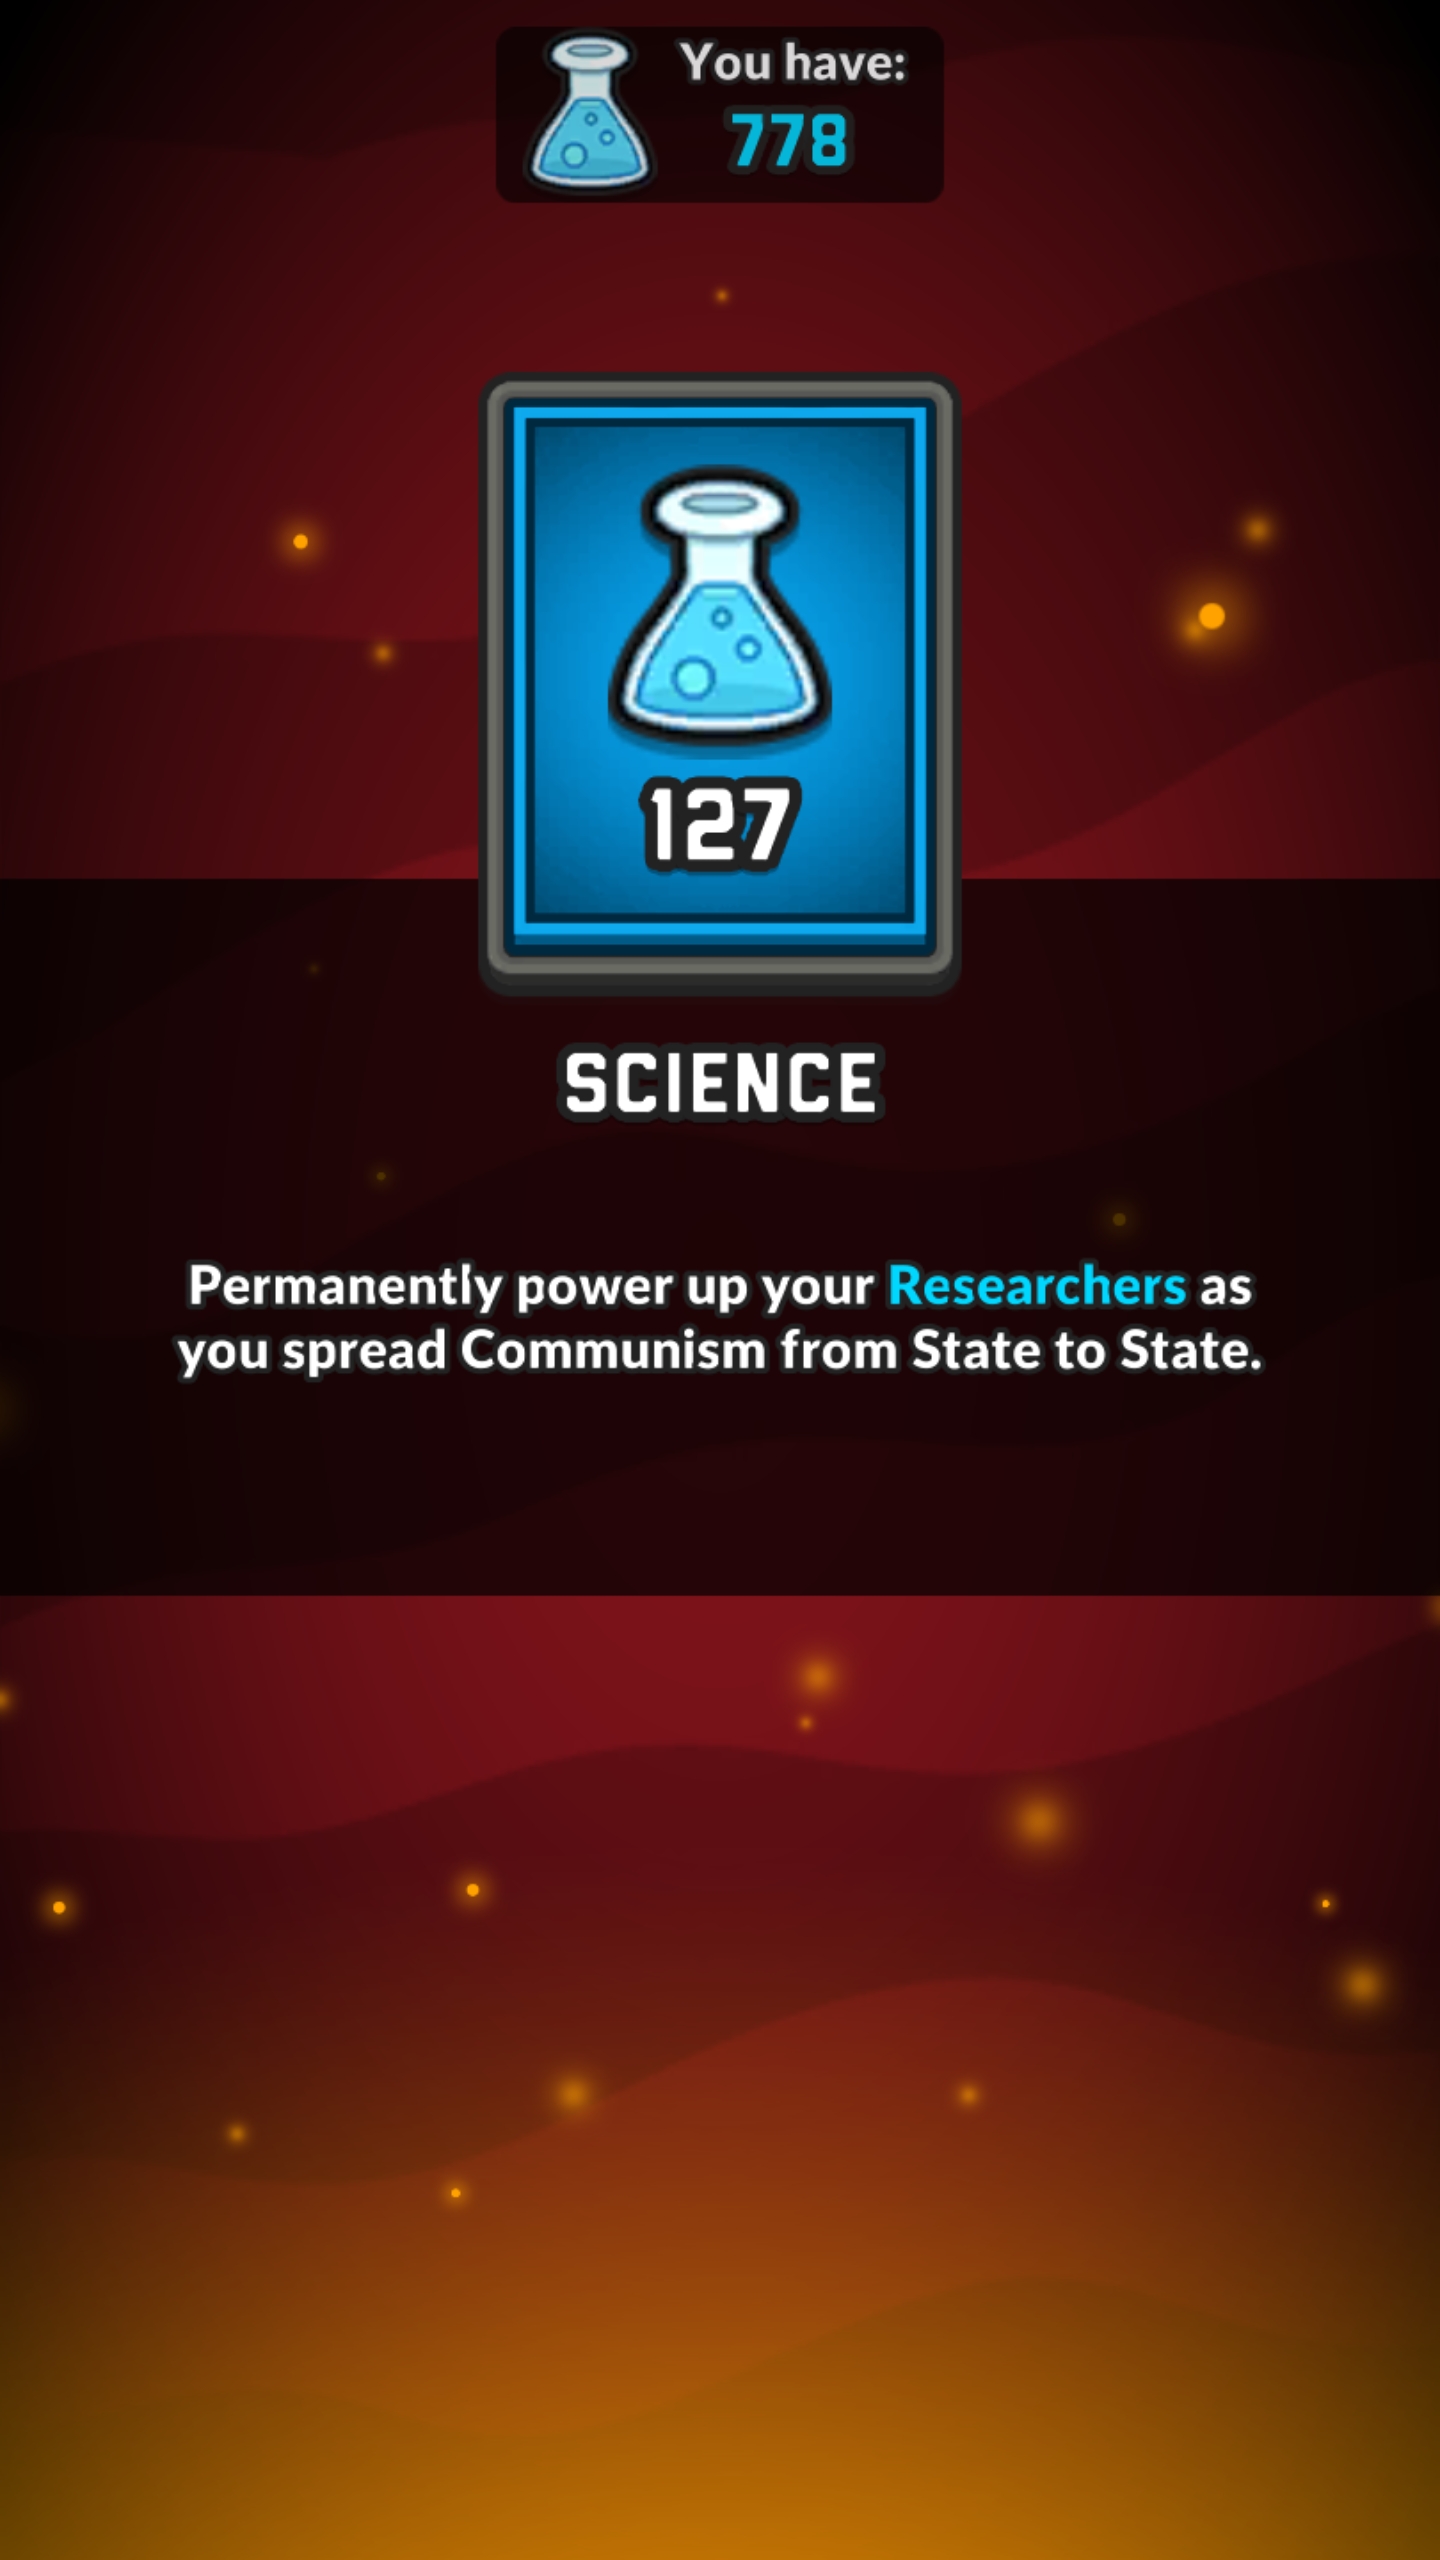 You have:
778
127
SCIENCE
Permanently power up your Researchers as
you spread Communism from State to State.